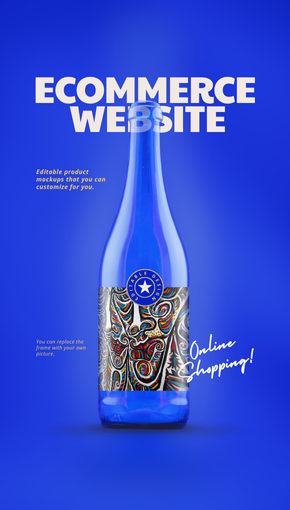 ECOMMERCE
WEBSITE
Editable product
mockups that you can
customize for you.
You can replace the
frame with your own
picture.
Online
Shopping!